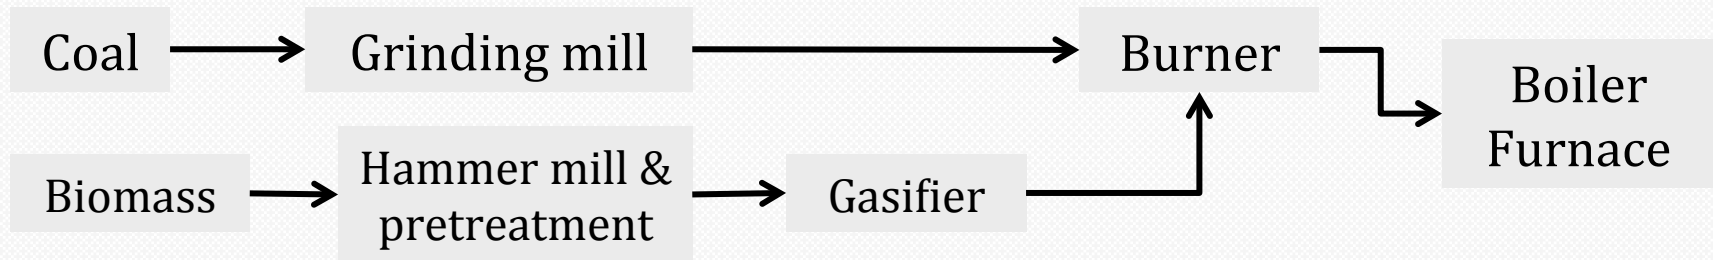 Coal
Grinding mill
Burner
Boiler
Furnace
Biomass
Hammer mill &
pretreatment
Gasifier